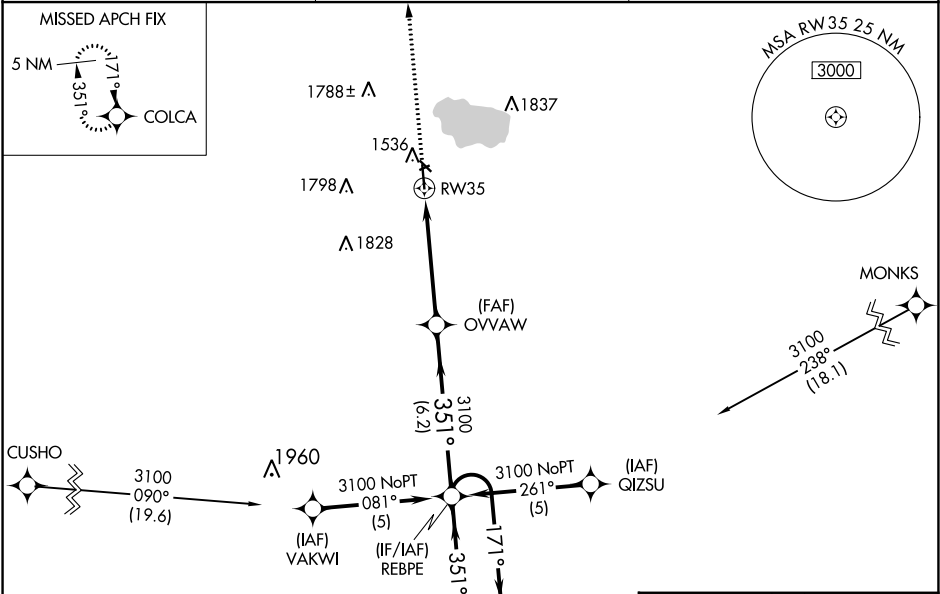 MISSED APCH FIX
5 NM
171°
351°
COLCA
MSA RW35 25 NM
3000
1788±
1837
1536
1798
RW35
1828
MONKS
(FAF)
OVVAW
3100
238°
(18.1)
3100
351°
(6.2)
CUSHO
1960
3100
090°
(19.6)
3100 NoPT
081°
(5)
3100 NoPT
261°
(5)
(IAF)
QIZSU
(IAF)
VAKWI
(IF/IAF)
REBPE
351°
171°